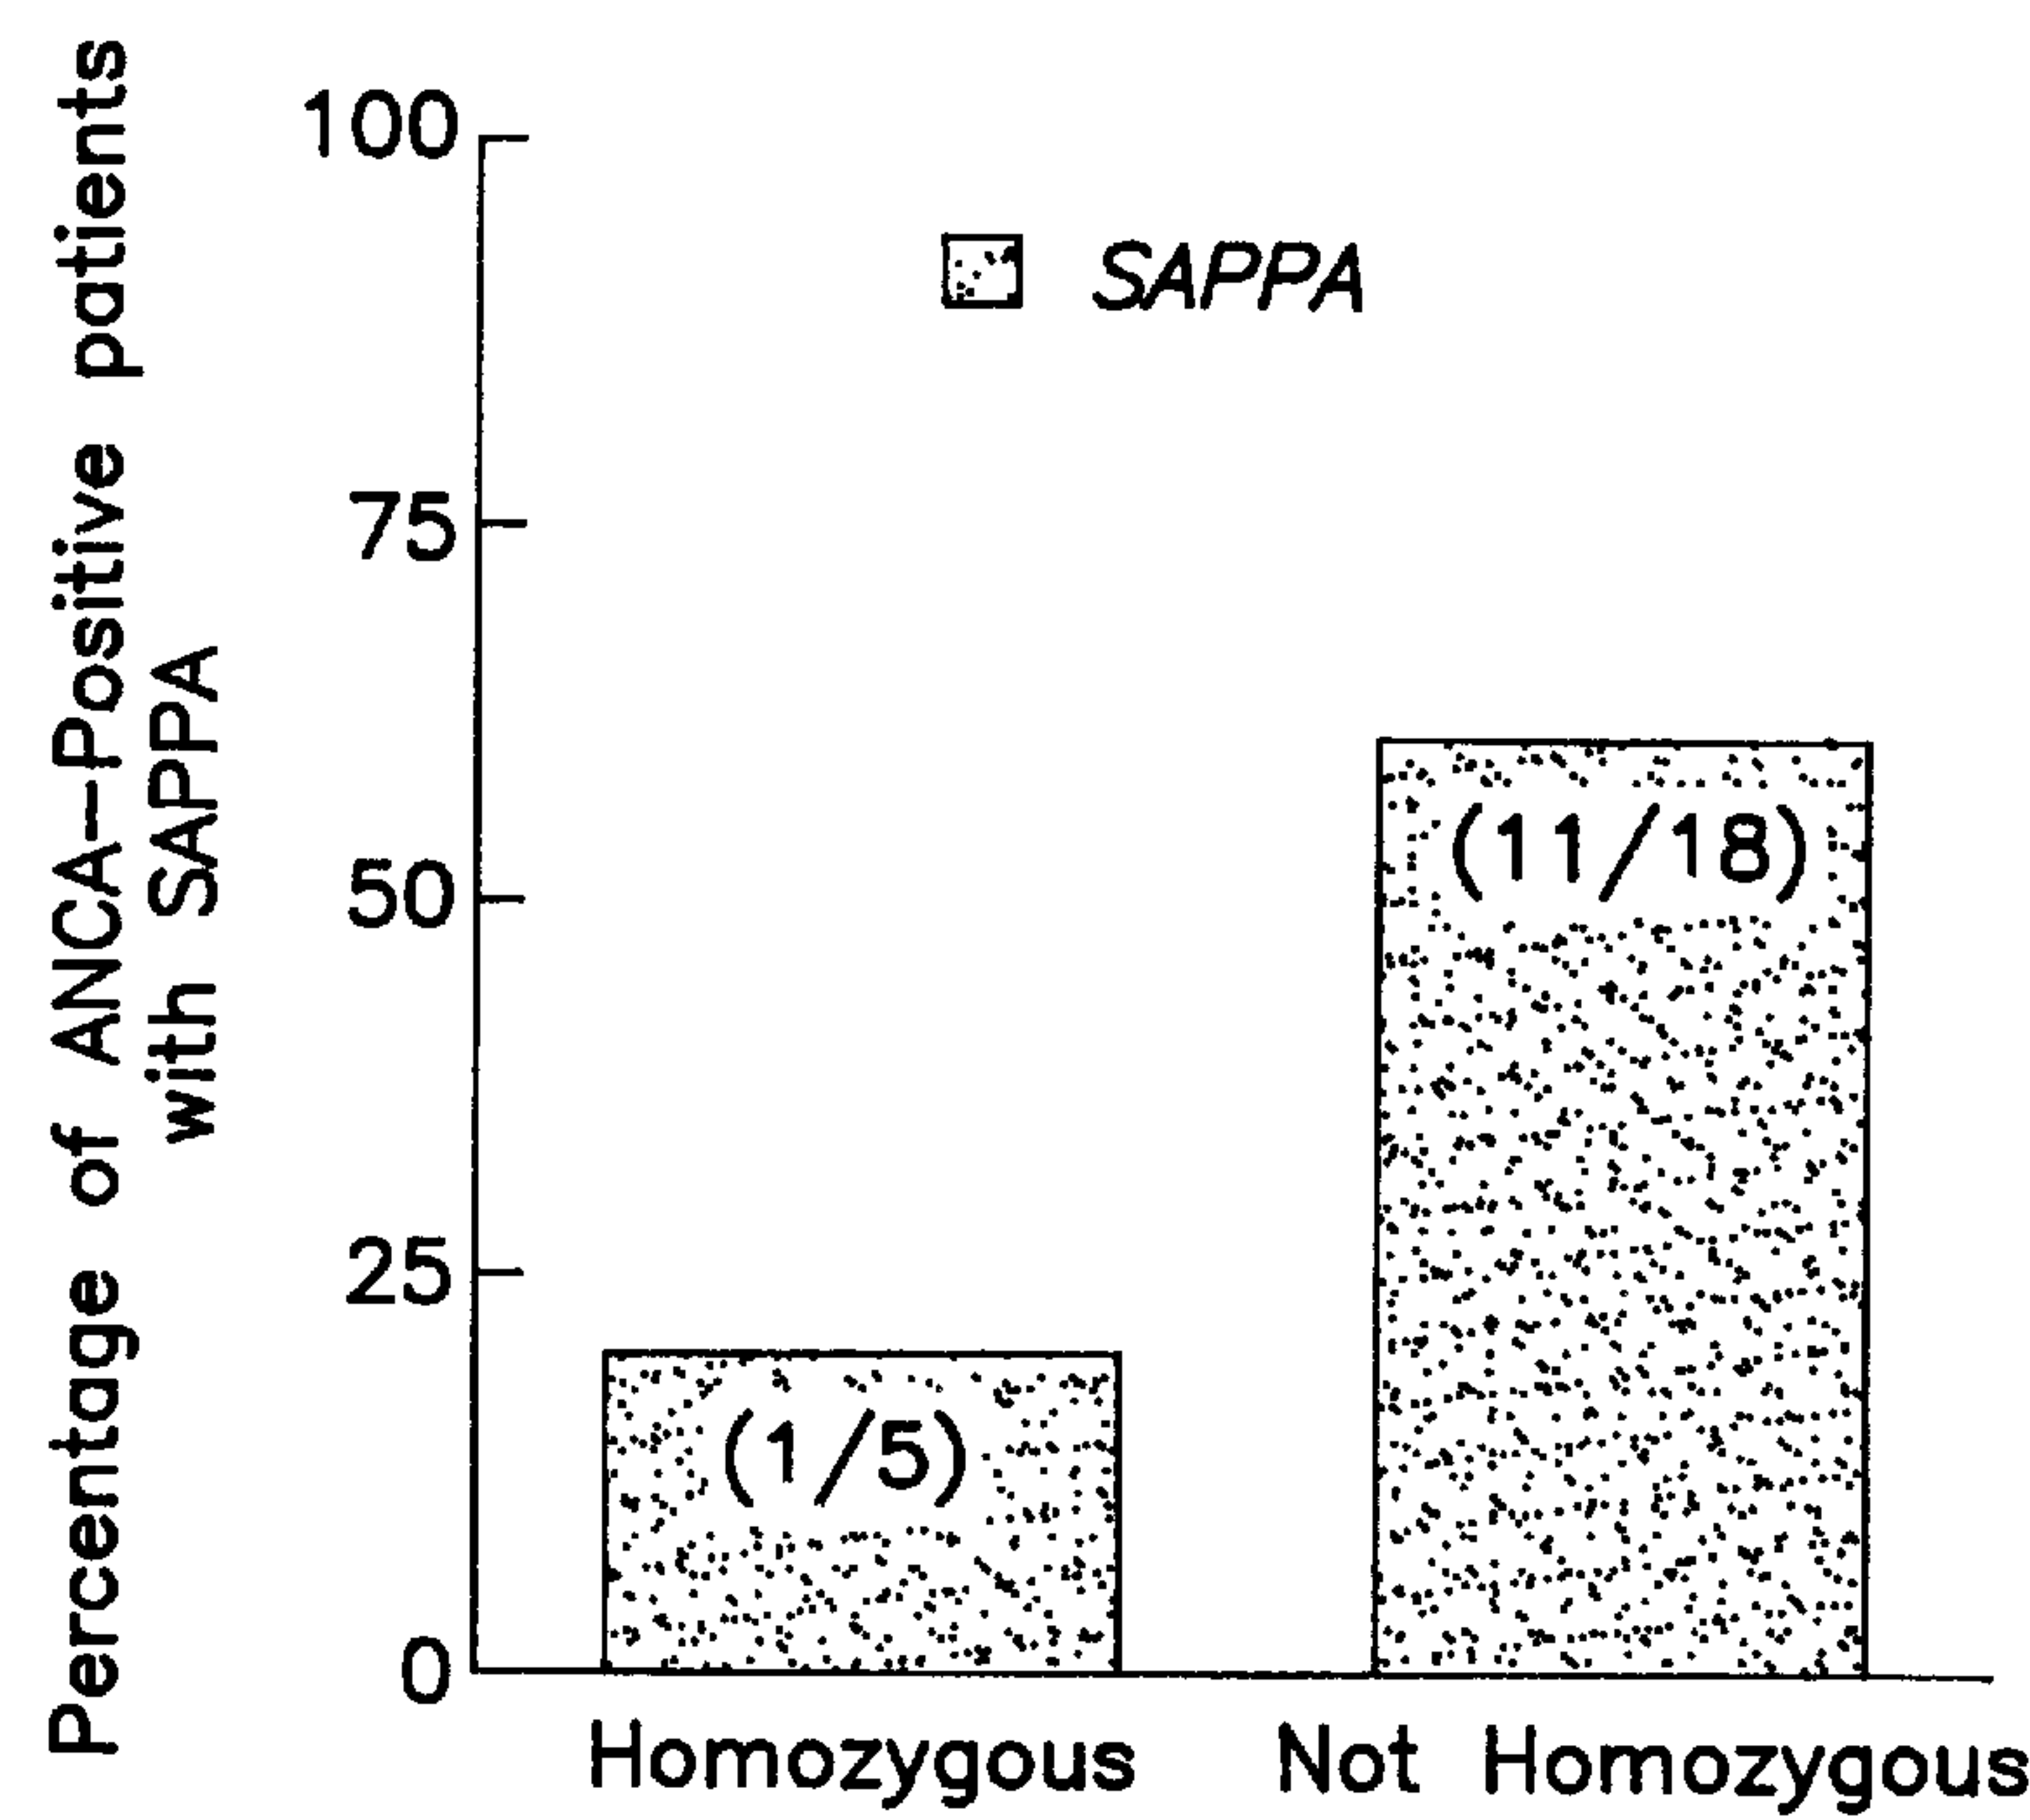 Percentage of ANCA-Positive patients
with SAPPA
100
75
50
25
0
SAPPA
(1/5)
(11/18)
Homozygous
Not Homozygous